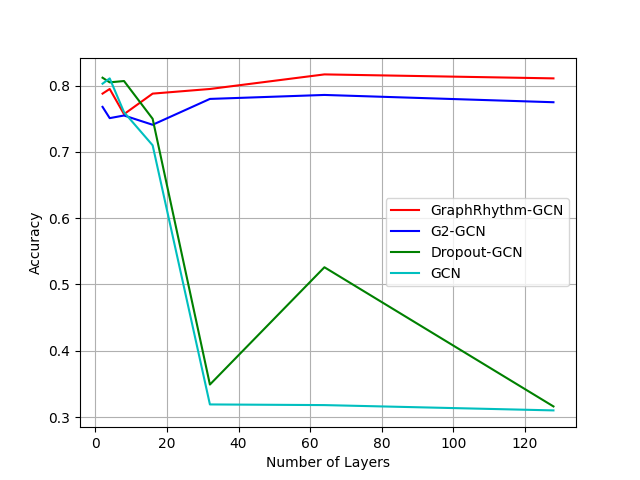 0.8
0.7
0.6
0.5
0.4
0.3
Accuracy
GraphRhythm-GCN
G2-GCN
Dropout-GCN
GCN
0 20 40 60 80 100 120
Number of Layers